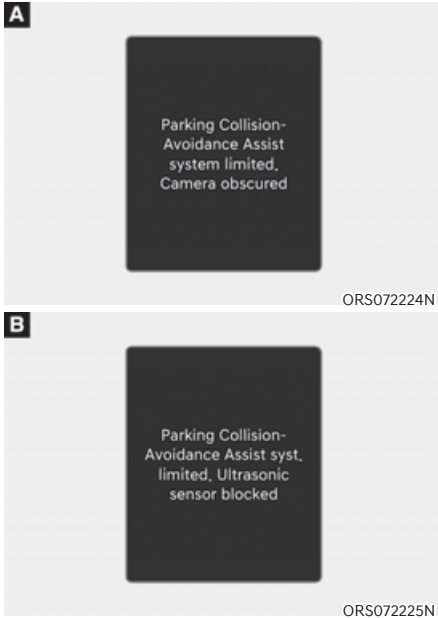 A
Parking Collision-
Avoidance Assist
system limited.
Camera obscured
ORS072224N
B
Parking Collision-
Avoidance Assist syst.
limited. Ultrasonic
sensor blocked
ORS072225N